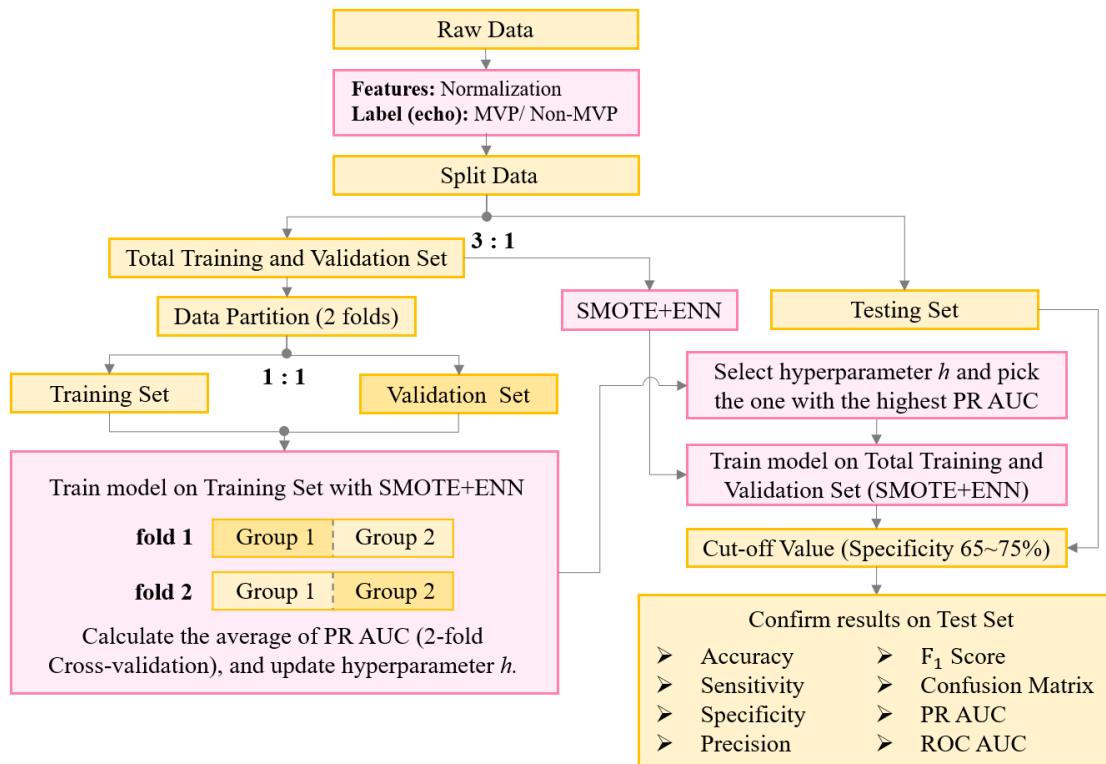 Raw Data
Features: Normalization
Label (echo): MVP/ Non-MVP
Split Data
3 : 1
Total Training and Validation Set
Data Partition (2 folds)
SMOTE+ENN
Testing Set
1 : 1
Training Set
Validation Set
Train model on Training Set with SMOTE+ENN
fold 1
Group 1
Group 2
fold 2
Group 1
Group 2
Calculate the average of PR AUC (2-fold
Cross-validation), and update hyperparameter h.
Select hyperparameter h and pick
the one with the highest PR AUC
Train model on Total Training and
Validation Set (SMOTE+ENN)
Cut-off Value (Specificity 65~75%)
Confirm results on Test Set
➢ Accuracy
➢ Sensitivity
➢ Specificity
➢ Precision
➢ F₁ Score
➢ Confusion Matrix
➢ PR AUC
➢ ROC AUC